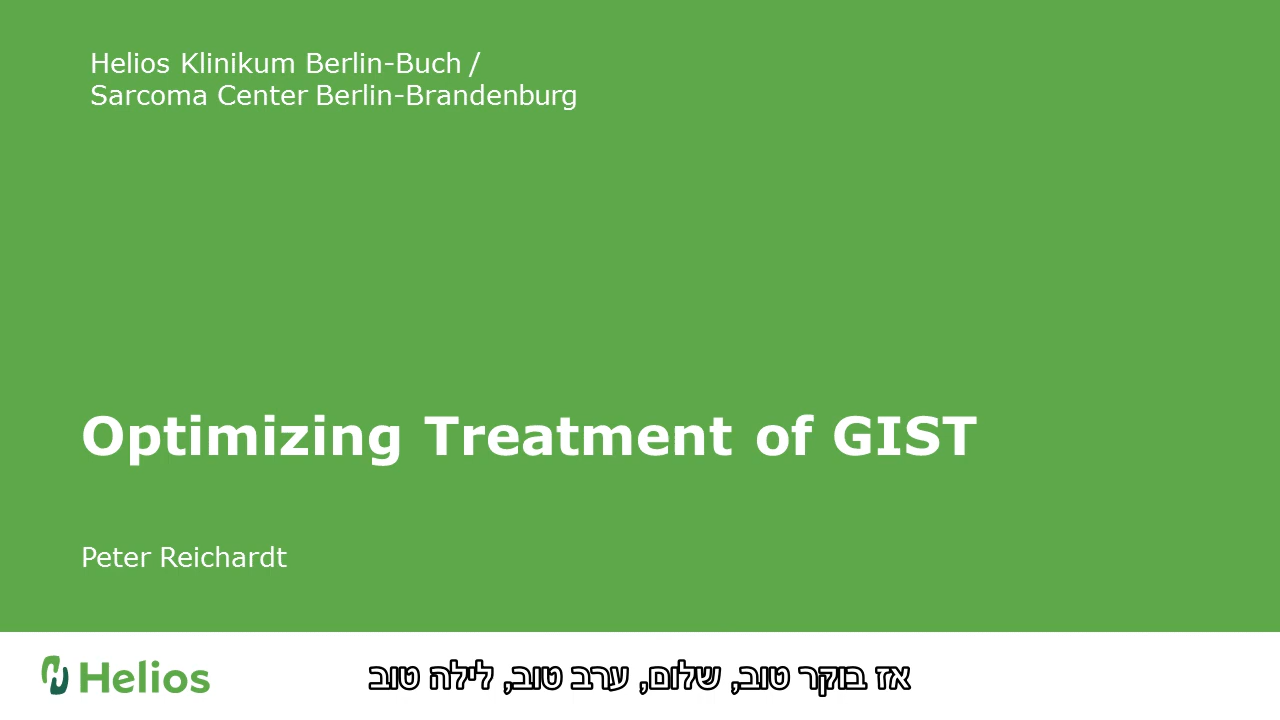 Helios Klinikum Berlin-Buch /
Sarcoma Center Berlin-Brandenburg
Optimizing Treatment of GIST
Peter Reichardt
Helios
אז בוקר טוב, שלום, ערב טוב, לילה טוב